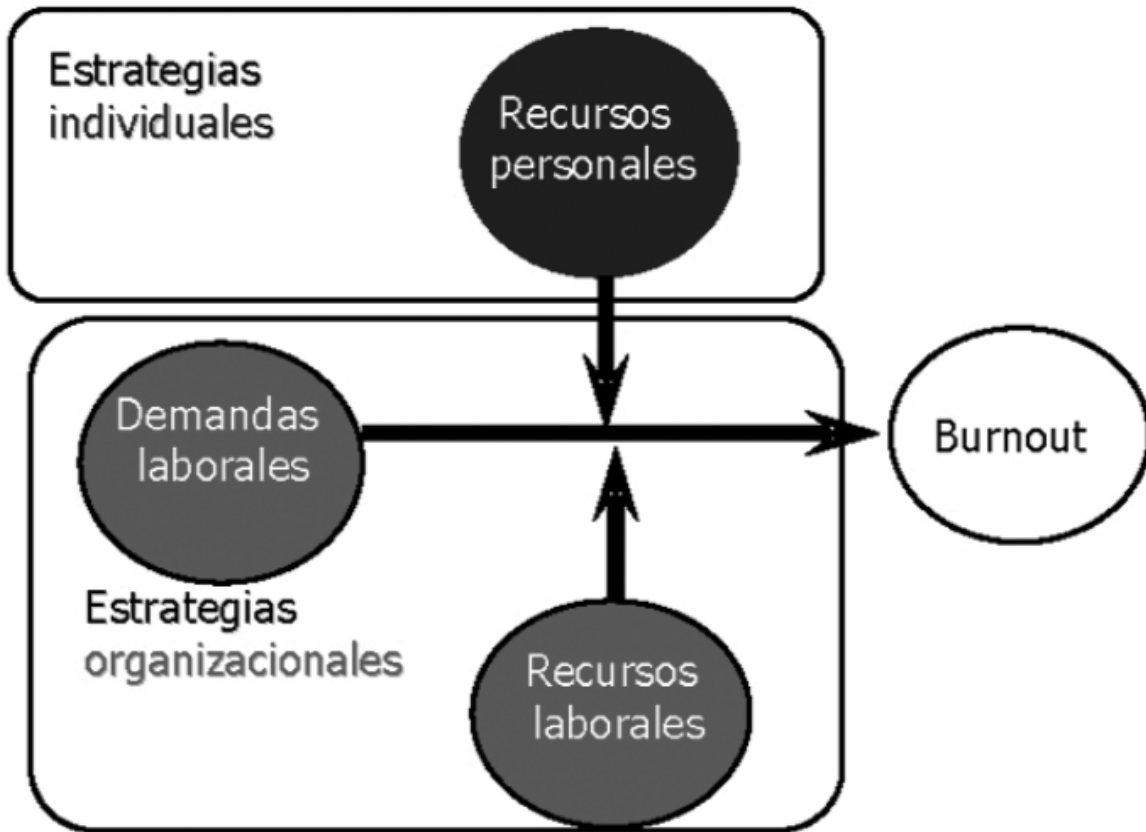 Estrategias
individuales
Recursos
personales
Demandas
laborales
Burnout
Estrategias
organizacionales
Recursos
laborales